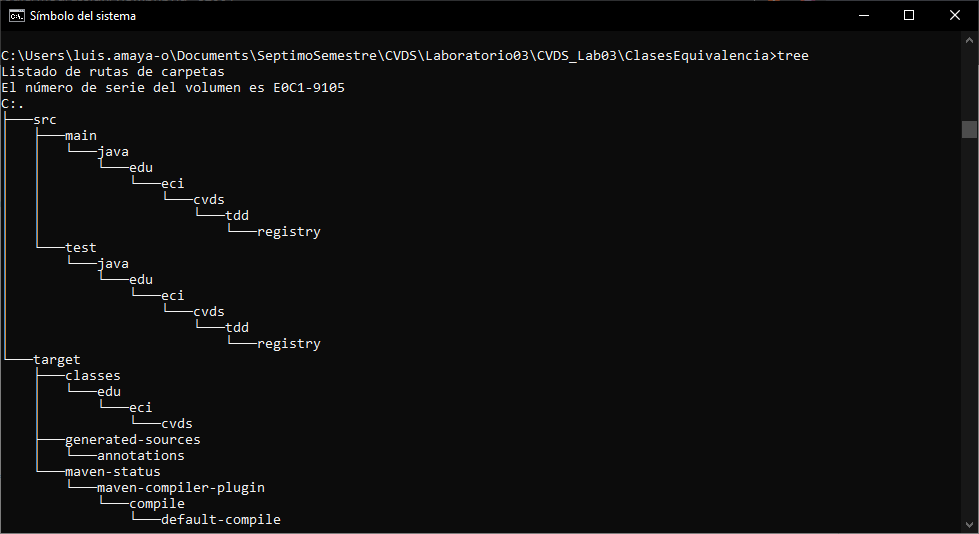 Símbolo del sistema
C:\Users\luis.amaya-o\Documents\SeptimoSemestre\CVDS\Laboratorio03\CVDS_Lab03\ClasesEquivalencia>tree
Listado de rutas de carpetas
El número de serie del volumen es E0C1-9105
C:.
├───src
│   ├───main
│   │   └───java
│   │       └───edu
│   │           └───eci
│   │               └───cvds
│   │                   └───tdd
│   │                       └───registry
│   └───test
│       └───java
│           └───edu
│               └───eci
│                   └───cvds
│                       └───tdd
│                           └───registry
└───target
    ├───classes
    │   └───edu
    │       └───eci
    │           └───cvds
    ├───generated-sources
    │   └───annotations
    └───maven-status
        └───maven-compiler-plugin
            └───compile
                └───default-compile